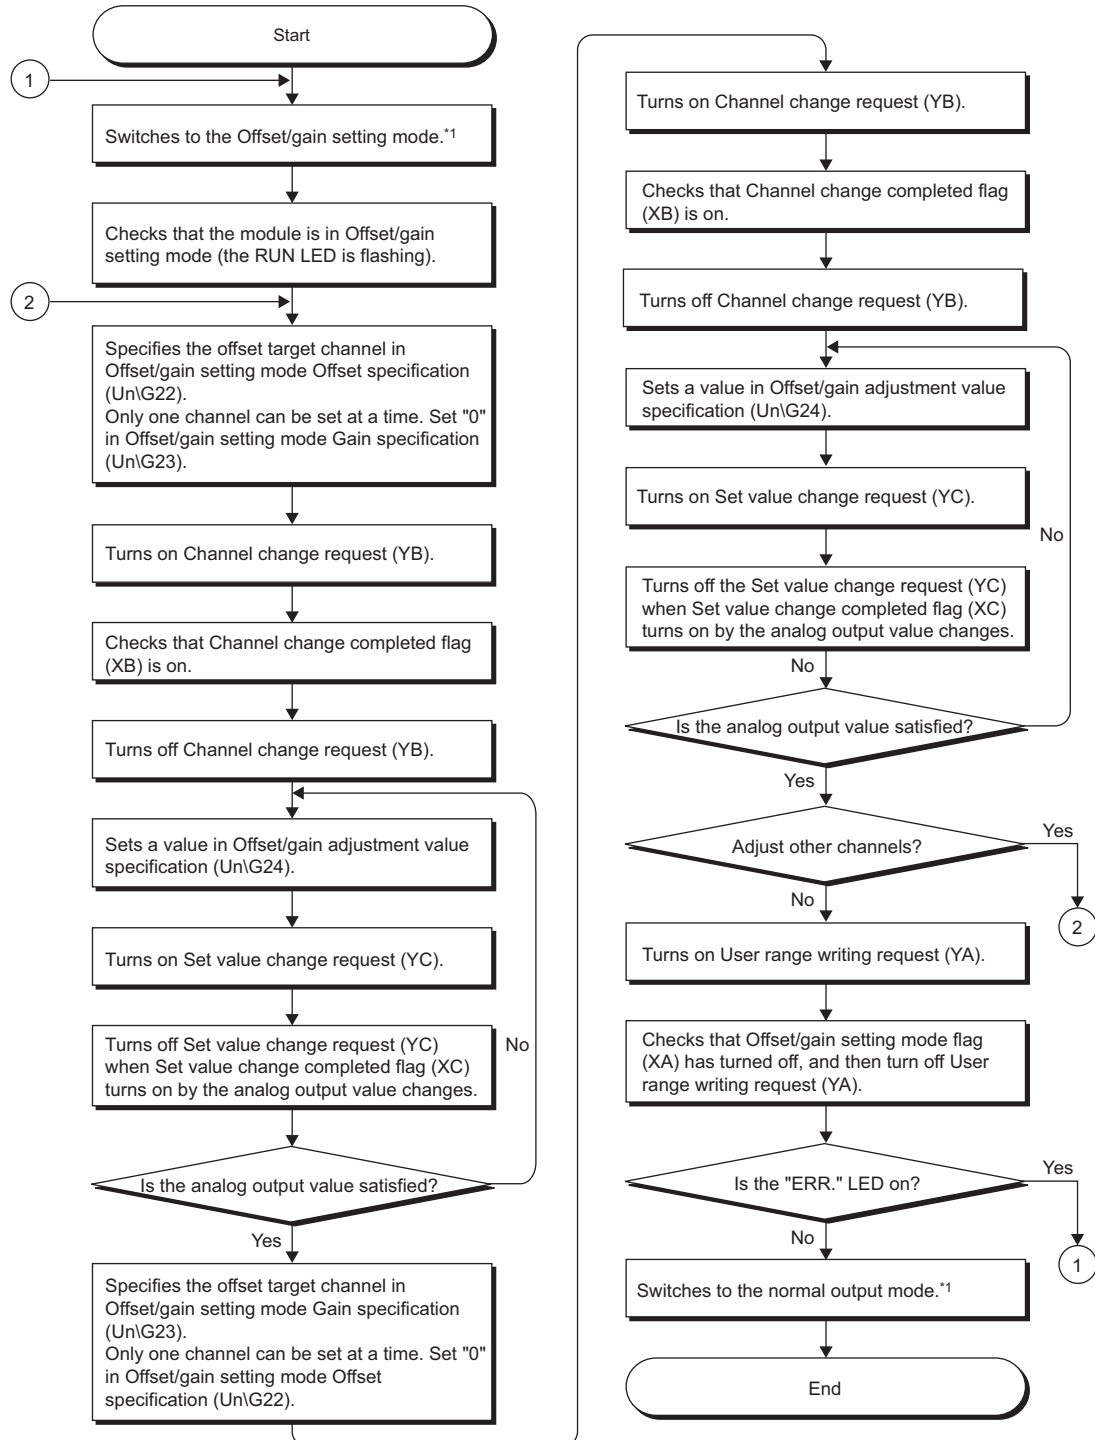 Start
1
Switches to the Offset/gain setting mode.*1
Checks that the module is in Offset/gain
setting mode (the RUN LED is flashing).
2
Specifies the offset target channel in
Offset/gain setting mode Offset specification
(Un\G22).
Only one channel can be set at a time. Set "0"
in Offset/gain setting mode Gain specification
(Un\G23).
Turns on Channel change request (YB).
Checks that Channel change completed flag
(XB) is on.
Turns off Channel change request (YB).
Sets a value in Offset/gain adjustment value
specification (Un\G24).
Turns on Set value change request (YC).
Turns off Set value change request (YC)
when Set value change completed flag (XC)
turns on by the analog output value changes.
No
Is the analog output value satisfied?
Yes
Specifies the offset target channel in
Offset/gain setting mode Gain specification
(Un\G23).
Only one channel can be set at a time. Set "0"
in Offset/gain setting mode Offset
specification (Un\G22).
Turns on Channel change request (YB).
Checks that Channel change completed flag
(XB) is on.
Turns off Channel change request (YB).
Sets a value in Offset/gain adjustment value
specification (Un\G24).
Turns on Set value change request (YC).
No
Turns off the Set value change request (YC)
when Set value change completed flag (XC)
turns on by the analog output value changes.
No
Is the analog output value satisfied?
Yes
Adjust other channels?
Yes
2
No
Turns on User range writing request (YA).
Checks that Offset/gain setting mode flag
(XA) has turned off, and then turn off User
range writing request (YA).
Is the "ERR." LED on?
Yes
1
No
Switches to the normal output mode.*1
End